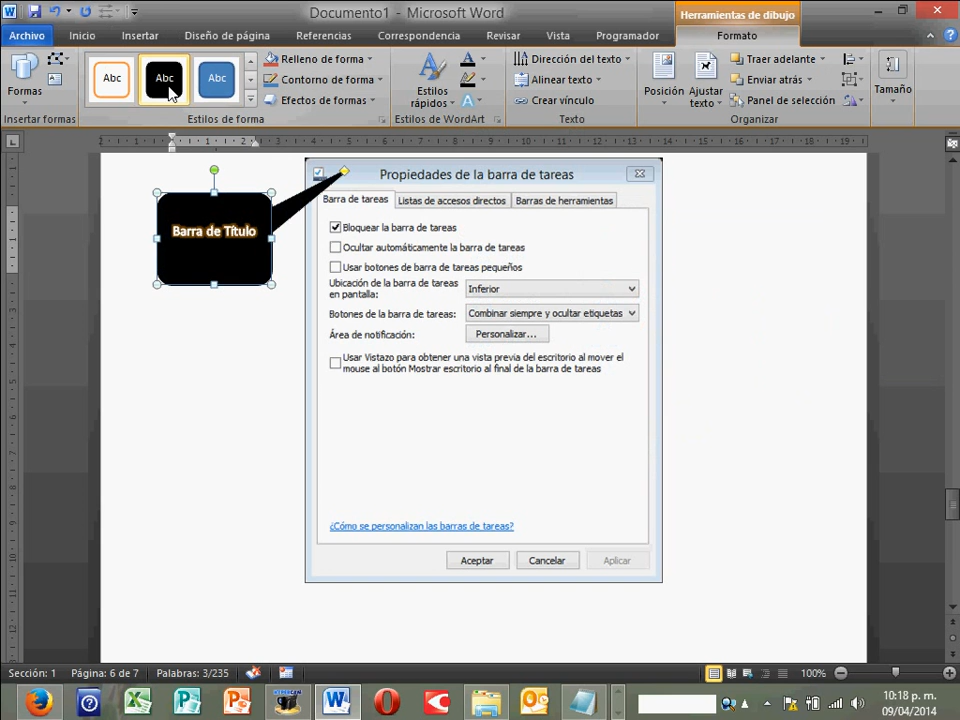 Documento1 - Microsoft Word
Herramientas de dibujo
Archivo Inicio Insertar Diseño de página Referencias Correspondencia Revisar Vista Programador Formato
Formas
Insertar formas
Abc Abc Abc
Relleno de forma
Contorno de forma
Efectos de formas
Estilos de forma
Estilos rápidos
Estilos de WordArt
Dirección del texto
Alinear texto
Crear vínculo
Texto
Posición
Ajustar texto
Traer adelante
Enviar atrás
Panel de selección
Organizar
Tamaño
Barra de Título
Propiedades de la barra de tareas
Barra de tareas Listas de accesos directos Barras de herramientas
Bloquear la barra de tareas
Ocultar automáticamente la barra de tareas
Usar botones de barra de tareas pequeños
Ubicación de la barra de tareas en pantalla: Inferior
Botones de la barra de tareas: Combinar siempre y ocultar etiquetas
Área de notificación: Personalizar...
Usar Vistazo para obtener una vista previa del escritorio al mover el
mouse al botón Mostrar escritorio al final de la barra de tareas
¿Cómo se personalizan las barras de tareas?
Aceptar Cancelar Aplicar
Sección: 1 Página: 6 de 7 Palabras: 3/235 100%
10:18 p. m.
09/04/2014